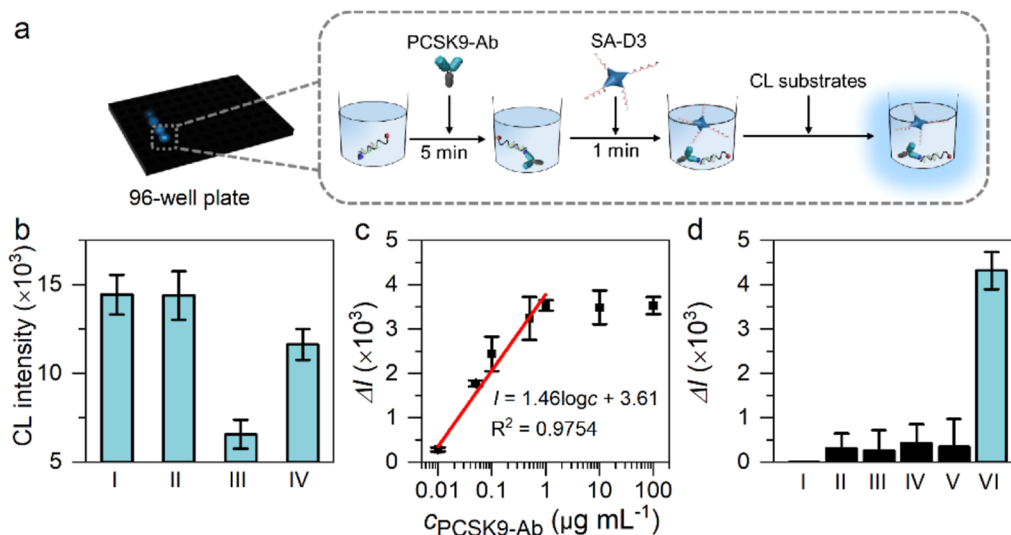 a
PCSK9-Ab
SA-D3
CL substrates
5 min
1 min
96-well plate
b
CL intensity (×10³)
15
10
5
I II III IV
c
ΔI (×10³)
5
4
3
2
1
0
I = 1.46logc + 3.61
R² = 0.9754
0.01 0.1 1 10 100
cPCSK9-Ab (µg mL⁻¹)
d
ΔI (×10³)
5
4
3
2
1
0
I II III IV V VI